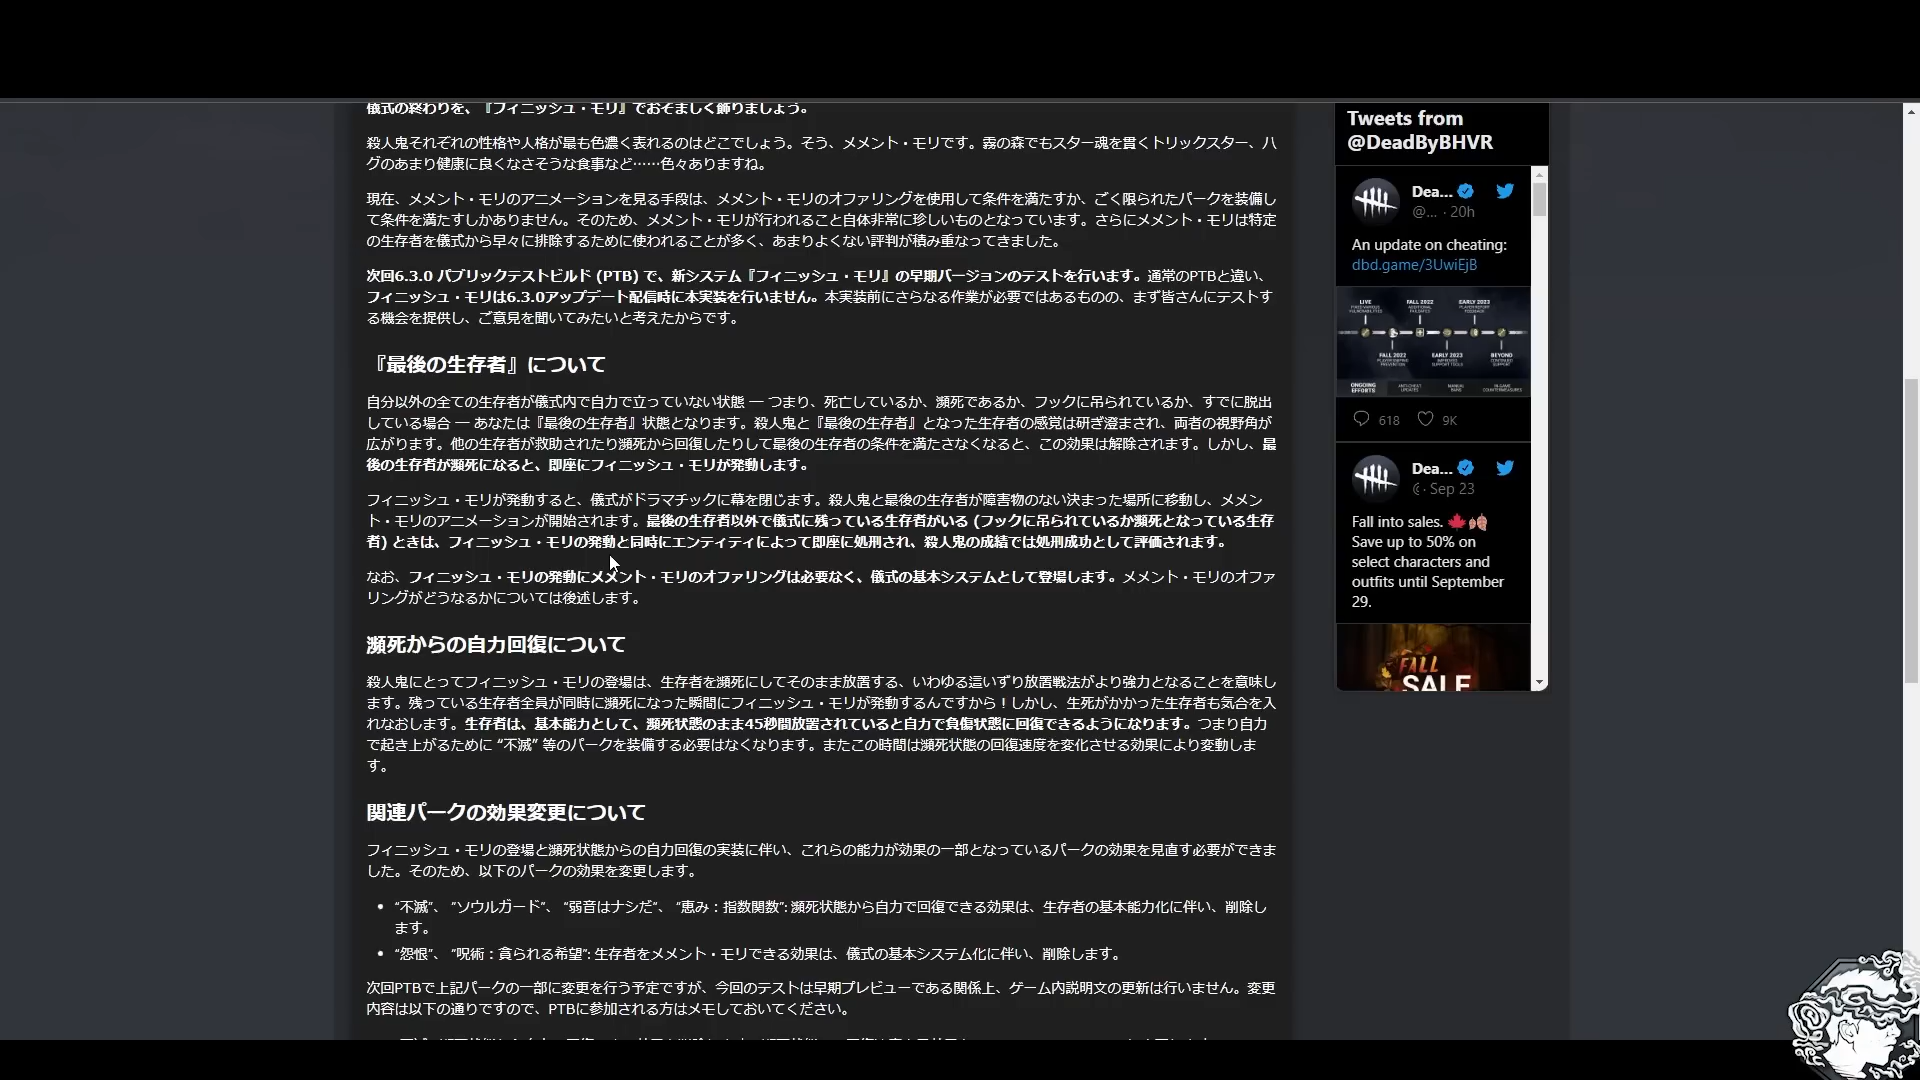 儀式の終わりを、『フィニッシュ・モリ』でおぞましく飾りましょう。
殺人鬼それぞれの性格や人格が最も色濃く表れるのはどこでしょう。そう、メメント・モリです。霧の森でもスター魂を貫くトリックスター、ハ
グのあまり健康に良くなさそうな食事など……色々ありますね。
現在、メメント・モリのアニメーションを見る手段は、メメント・モリのオファリングを使用して条件を満たすか、ごく限られたパークを装備し
て条件を満たすしかありません。そのため、メメント・モリが行われること自体非常に珍しいものとなっています。さらにメメント・モリは特定
の生存者を儀式から早々に排除するために使われることが多く、あまりよくない評判が積み重なってきました。
次回6.3.0 パブリックテストビルド (PTB) で、新システム『フィニッシュ・モリ』の早期バージョンのテストを行います。通常のPTBと違い、
フィニッシュ・モリは6.3.0アップデート配信時に本実装を行いません。本実装前にさらなる作業が必要ではあるものの、まず皆さんにテストす
る機会を提供し、ご意見を聞いてみたいと考えたからです。
『最後の生存者』について
自分以外の全ての生存者が儀式内で自力で立っていない状態 ― つまり、死亡しているか、瀕死であるか、フックに吊られているか、すでに脱出
している場合 ― あなたは『最後の生存者』状態となります。殺人鬼と『最後の生存者』となった生存者の感覚は研ぎ澄まされ、両者の視野角が
広がります。他の生存者が救助されたり瀕死から回復したりして最後の生存者の条件を満たさなくなると、この効果は解除されます。しかし、最
後の生存者が瀕死になると、即座にフィニッシュ・モリが発動します。
フィニッシュ・モリが発動すると、儀式がドラマチックに幕を閉じます。殺人鬼と最後の生存者が障害物のない決まった場所に移動し、メメン
ト・モリのアニメーションが開始されます。最後の生存者以外で儀式に残っている生存者がいる (フックに吊られているか瀕死となっている生存
者) ときは、フィニッシュ・モリの発動と同時にエンティティによって即座に処刑され、殺人鬼の成績では処刑成功として評価されます。
なお、フィニッシュ・モリの発動にメメント・モリのオファリングは必要なく、儀式の基本システムとして登場します。メメント・モリのオファ
リングがどうなるかについては後述します。
瀕死からの自力回復について
殺人鬼にとってフィニッシュ・モリの登場は、生存者を瀕死にしてそのまま放置する、いわゆる這いずり放置戦法がより強力となることを意味し
ます。残っている生存者全員が同時に瀕死になった瞬間にフィニッシュ・モリが発動するんですから！しかし、生死がかかった生存者も気合を入
れなおします。生存者は、基本能力として、瀕死状態のまま45秒間放置されていると自力で負傷状態に回復できるようになります。つまり自力
で起き上がるために “不滅” 等のパークを装備する必要はなくなります。またこの時間は瀕死状態の回復速度を変化させる効果により変動しま
す。
関連パークの効果変更について
フィニッシュ・モリの登場と瀕死状態からの自力回復の実装に伴い、これらの能力が効果の一部となっているパークの効果を見直す必要ができま
した。そのため、以下のパークの効果を変更します。
• “不滅”、 ”ソウルガード”、 “弱音はナシだ“、 “恵み：指数関数”: 瀕死状態から自力で回復できる効果は、生存者の基本能力化に伴い、削除し
ます。
• “怨恨”、 ”呪術：貪られる希望”: 生存者をメメント・モリできる効果は、儀式の基本システム化に伴い、削除します。
次回PTBで上記パークの一部に変更を行う予定ですが、今回のテストは早期プレビューである関係上、ゲーム内説明文の更新は行いません。変更
内容は以下の通りですので、PTBに参加される方はメモしておいてください。
Tweets from
@DeadByBHVR
Dea...
@... · 20h
An update on cheating:
dbd.game/3UwiEjB
LIVE
FALL 2022
EARLY 2023
FALL 2022
EARLY 2023
BEYOND
ONGOING
EFFORTS
618
9K
Dea...
· Sep 23
Fall into sales. 🍁🍂
Save up to 50% on
select characters and
outfits until September
29.
FALL
SALE